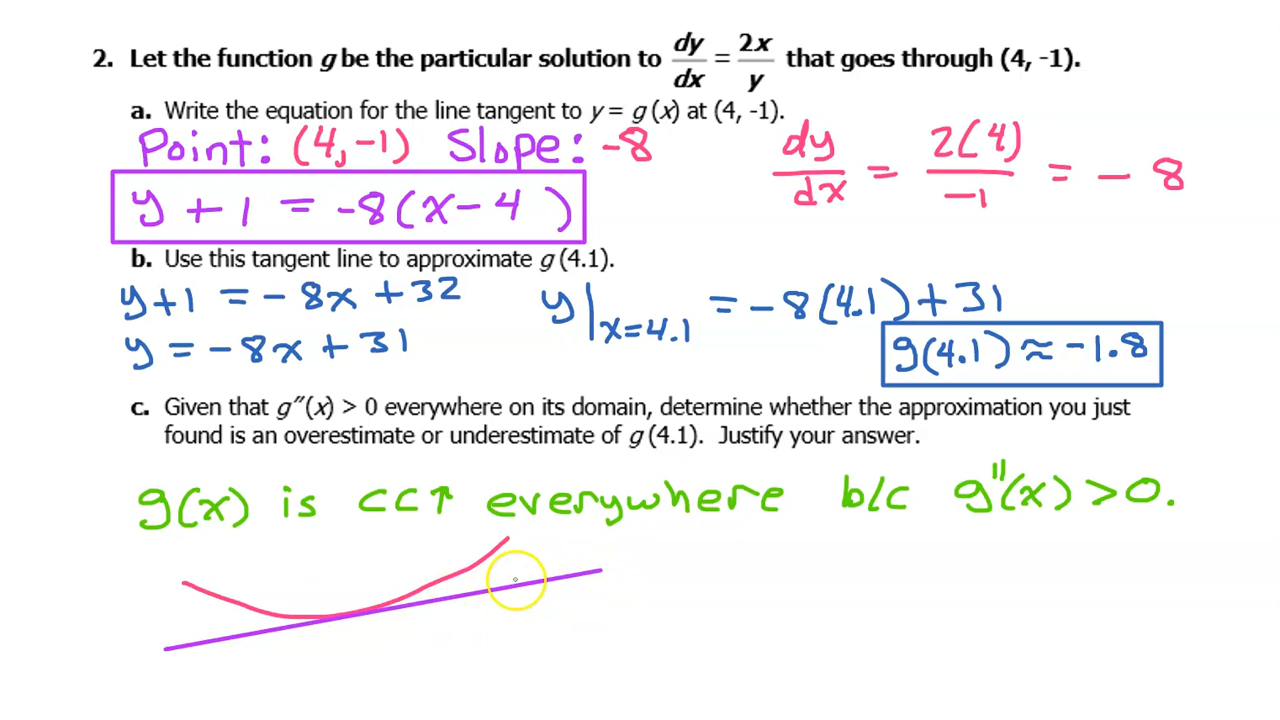 2. Let the function g be the particular solution to dy/dx = 2x/y that goes through (4, -1).
a. Write the equation for the line tangent to y = g(x) at (4, -1).
Point: (4,-1) Slope: -8
dy/dx = 2(4)/-1 = -8
y + 1 = -8(x - 4)
b. Use this tangent line to approximate g(4.1).
y+1 = -8x +32
y = -8x + 31
y|x=4.1 = -8(4.1)+31
g(4.1) ≈ -1.8
c. Given that g″(x) > 0 everywhere on its domain, determine whether the approximation you just
found is an overestimate or underestimate of g(4.1). Justify your answer.
g(x) is CC↑ everywhere b/c g"(x) > 0.